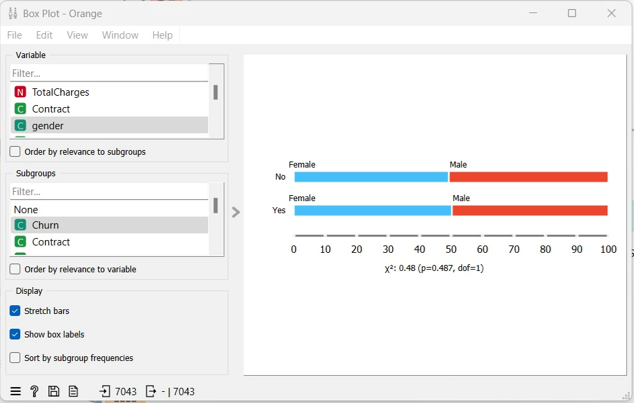 Box Plot - Orange
File Edit View Window Help
Variable
Filter...
N TotalCharges
C Contract
C gender
Order by relevance to subgroups
Subgroups
Filter...
None
C Churn
C Contract
Order by relevance to variable
Display
Stretch bars
Show box labels
Sort by subgroup frequencies
Female Male
No
Female Male
Yes
0 10 20 30 40 50 60 70 80 90 100
χ²: 0.48 (p=0.487, dof=1)
? 7043 - | 7043